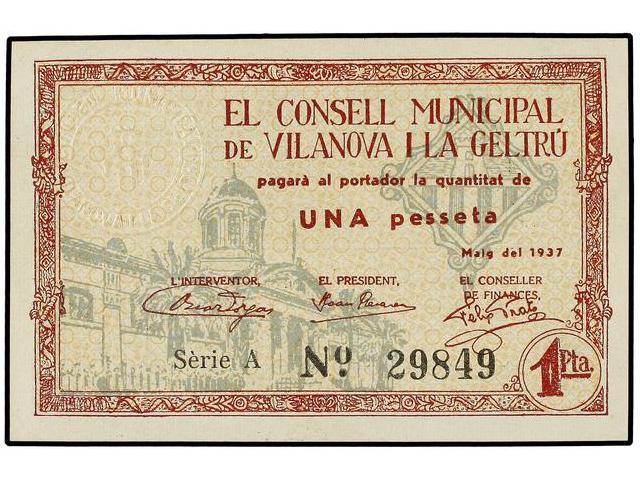 EL CONSELL MUNICIPAL
DE VILANOVA I LA GELTRÚ
pagarà al portador la quantitat de
UNA pesseta
Maig del 1937
L'INTERVENTOR, EL PRESIDENT, EL CONSELLER
DE FINANCES,
Sèrie A Nº 29849
1 Pta.